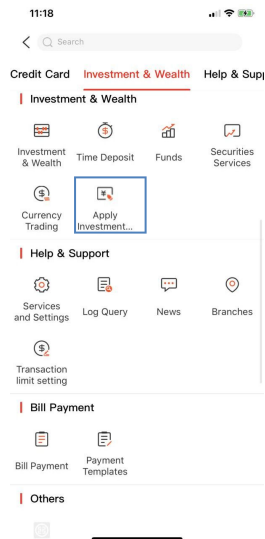 11:18
Search
Credit Card Investment & Wealth Help & Supp
Investment & Wealth
Investment
& Wealth
Time Deposit
Funds
Securities
Services
Currency
Trading
Apply
Investment...
Help & Support
Services
and Settings
Log Query
News
Branches
Transaction
limit setting
Bill Payment
Bill Payment
Payment
Templates
Others